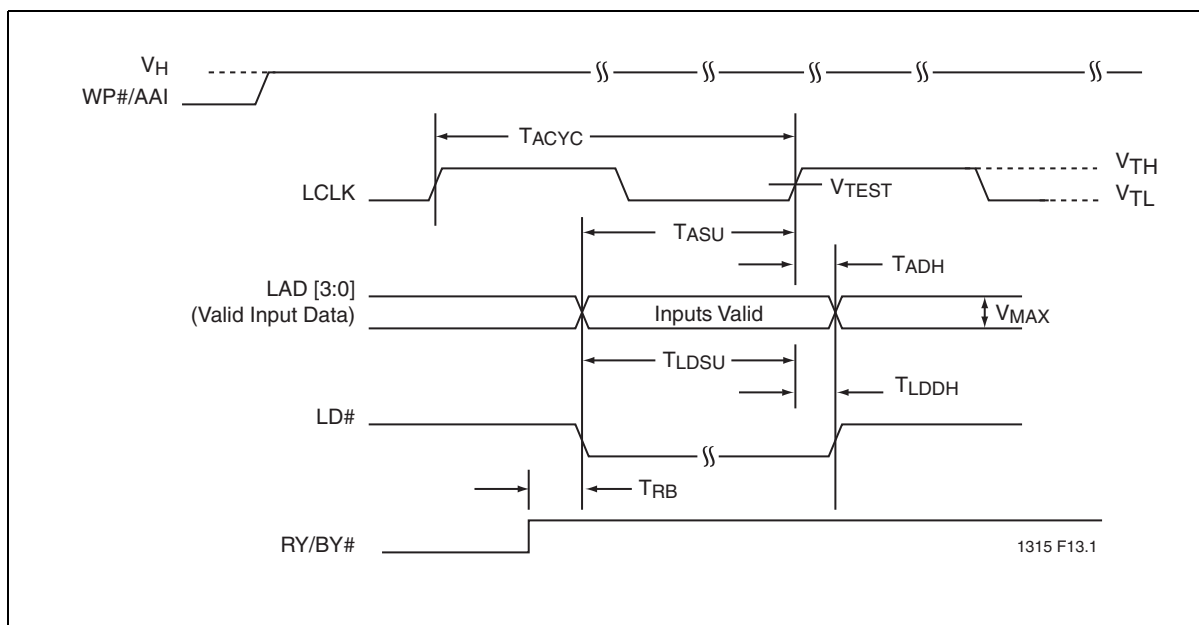 VH
WP#/AAI
TACYC
LCLK
VTEST
VTH
VTL
TASU
TADH
LAD [3:0]
(Valid Input Data)
Inputs Valid
VMAX
TLDSU
TLDDH
LD#
TRB
RY/BY#
1315 F13.1